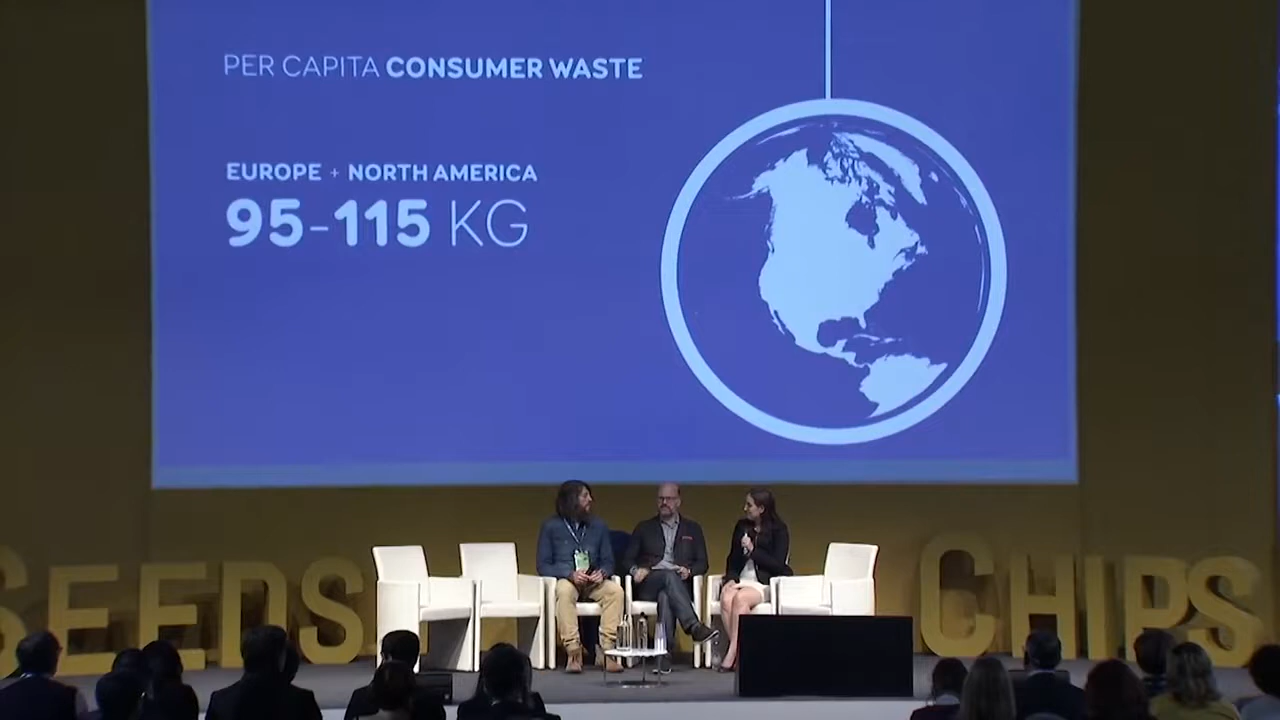 PER CAPITA CONSUMER WASTE
EUROPE + NORTH AMERICA
95-115 KG
SEEDS
CHIPS